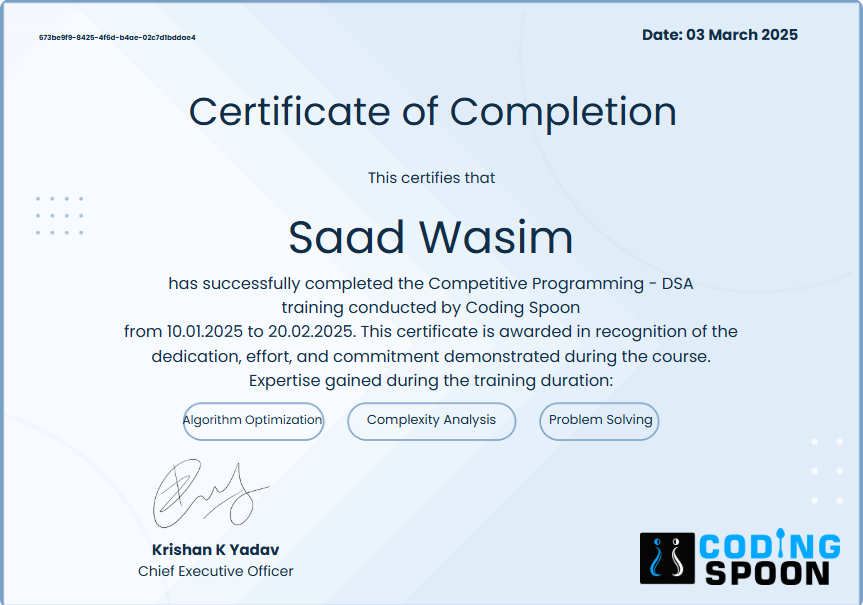 673be9f9-8425-4f6d-b4ae-02c7d1bddae4
Date: 03 March 2025
Certificate of Completion
This certifies that
Saad Wasim
has successfully completed the Competitive Programming - DSA
training conducted by Coding Spoon
from 10.01.2025 to 20.02.2025. This certificate is awarded in recognition of the
dedication, effort, and commitment demonstrated during the course.
Expertise gained during the training duration:
Algorithm Optimization Complexity Analysis Problem Solving
Krishan K Yadav
Chief Executive Officer
CODING
SPOON